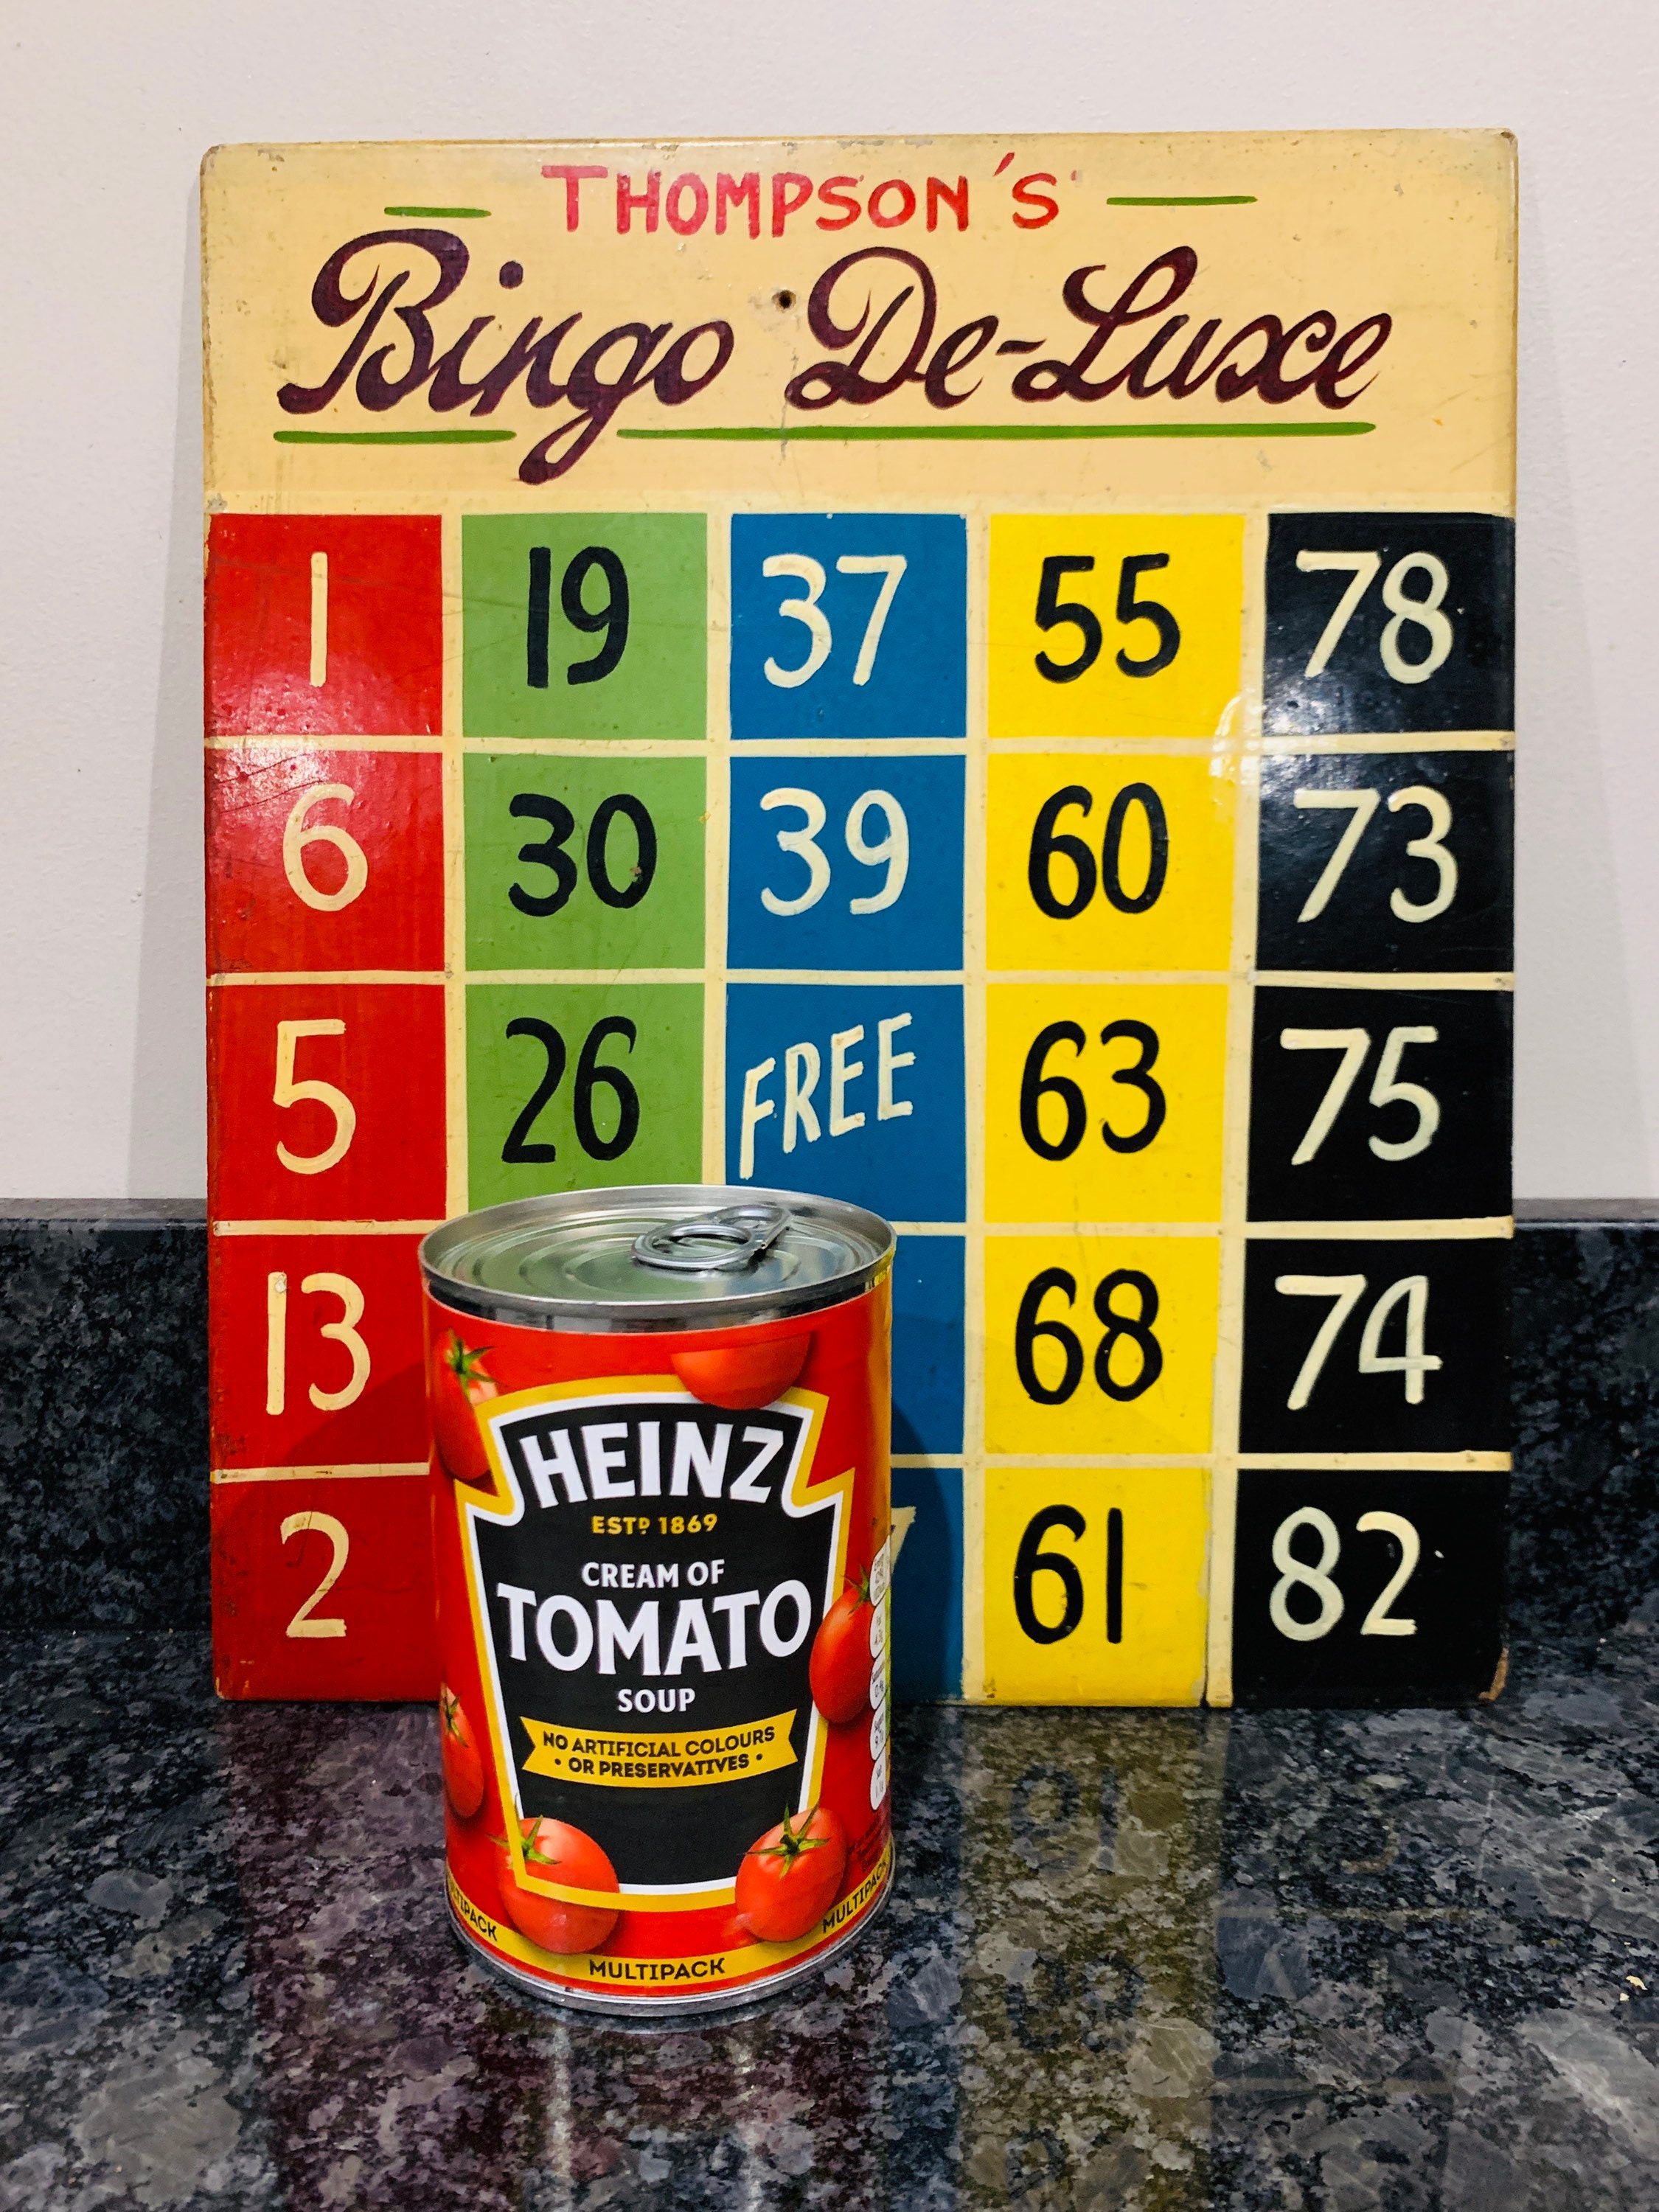 THOMPSON'S
Bingo De-Luxe
1 19 37 55 78
6 30 39 60 73
5 26 FREE 63 75
13 68 74
2 61 82
HEINZ
ESTD 1869
CREAM OF
TOMATO
SOUP
NO ARTIFICIAL COLOURS
• OR PRESERVATIVES •
MULTIPACK
MULTIPACK